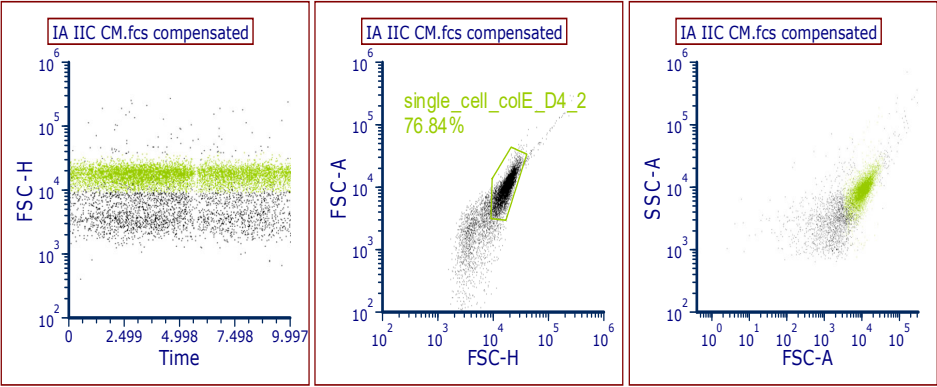 IA IIC CM.fcs compensated
10^6
10^5
10^4
10^3
10^2
FSC-H
0 2.499 4.998 7.498 9.997
Time
IA IIC CM.fcs compensated
single_cell_colE_D4_2
76.84%
10^6
10^5
10^4
10^3
10^2
FSC-A
10^2 10^3 10^4 10^5 10^6
FSC-H
IA IIC CM.fcs compensated
10^6
10^5
10^4
10^3
10^2
SSC-A
10^0 10^1 10^2 10^3 10^4 10^5
FSC-A